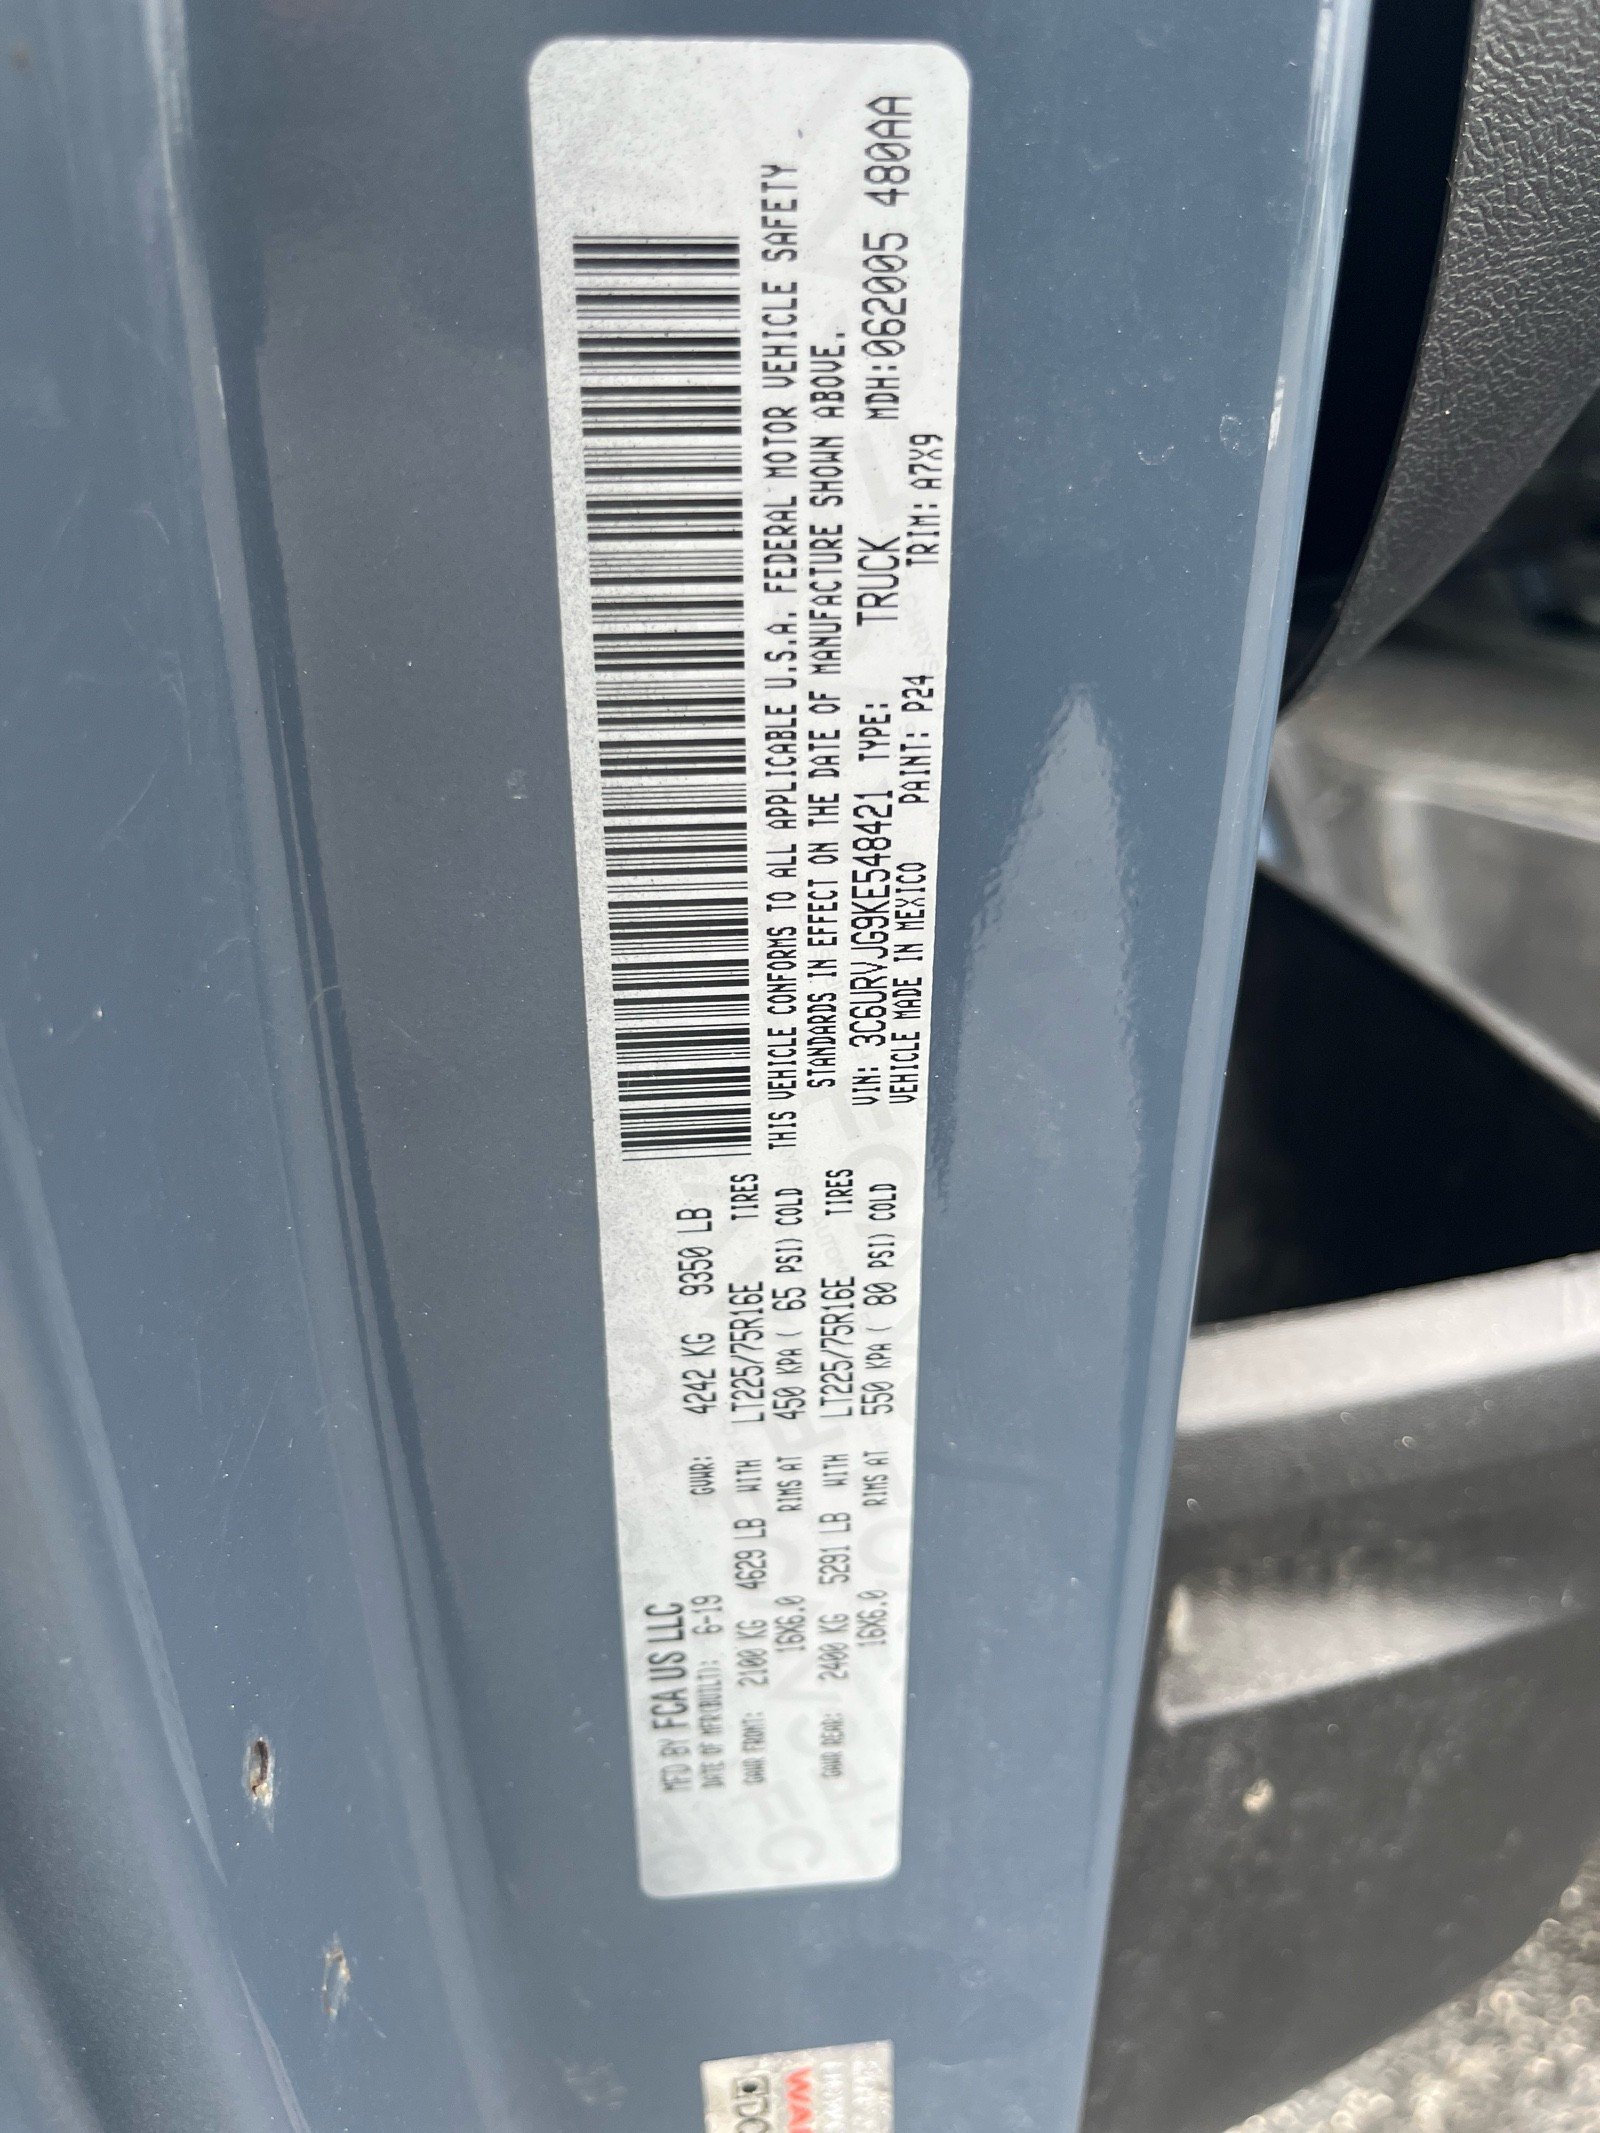 MFD BY FCA US LLC
DATE OF MFR(BUILT): 6-19
GVWR: 4242 KG 9350 LB
GAWR FRONT: 2100 KG 4629 LB WITH LT225/75R16E TIRES
16X6.0 RIMS AT 450 KPA ( 65 PSI) COLD
GAWR REAR: 2400 KG 5291 LB WITH LT225/75R16E TIRES
16X6.0 RIMS AT 550 KPA ( 80 PSI) COLD
THIS VEHICLE CONFORMS TO ALL APPLICABLE U.S.A. FEDERAL MOTOR VEHICLE SAFETY
STANDARDS IN EFFECT ON THE DATE OF MANUFACTURE SHOWN ABOVE.
VIN: 3C6URVJG9KE548421 TYPE: TRUCK MDH:062005 480AA
VEHICLE MADE IN MEXICO PAINT: P24 TRIM: A7X9